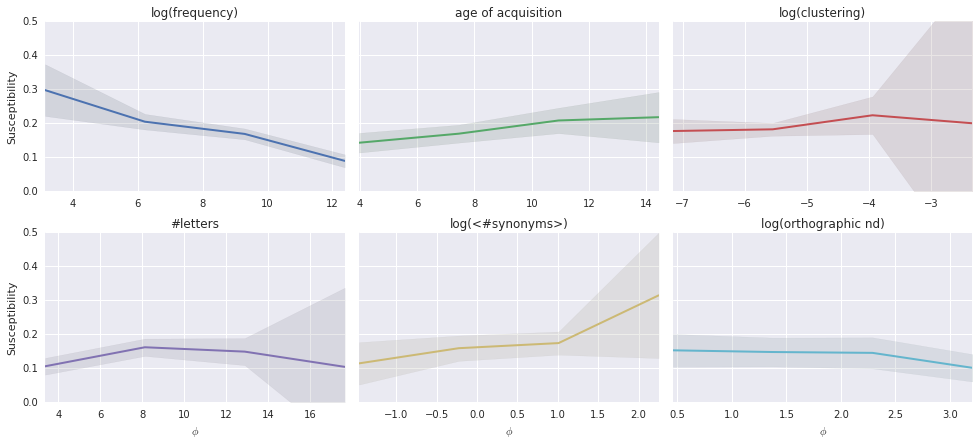 log(frequency) age of acquisition log(clustering)
0.5
0.4
0.3
0.2
0.1
0.0
Susceptibility
4 6 8 10 12 4 6 8 10 12 14 −7 −6 −5 −4 −3
#letters log(<#synonyms>) log(orthographic nd)
0.5
0.4
0.3
0.2
0.1
0.0
Susceptibility
4 6 8 10 12 14 16 −1.0 −0.5 0.0 0.5 1.0 1.5 2.0 0.5 1.0 1.5 2.0 2.5 3.0
ϕ ϕ ϕ